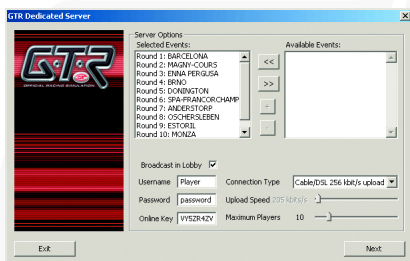 GTR Dedicated Server
Server Options
Selected Events:
Available Events:
Round 1: BARCELONA
Round 2: MAGNY-COURS
Round 3: ENNA PERGUSA
Round 4: BRNO
Round 5: DONINGTON
Round 6: SPA-FRANCORCHAMP
Round 7: ANDERSTORP
Round 8: OSCHERSLEBEN
Round 9: ESTORIL
Round 10: MONZA
<<
>>
+
-
GTR
OFFICIAL RACING SIMULATION
Broadcast in Lobby
Username Player
Connection Type Cable/DSL 256 kbit/s upload
Password password
Upload Speed 205 kbits/s
Online Key VY5ZR4ZV
Maximum Players 10
Exit
Next